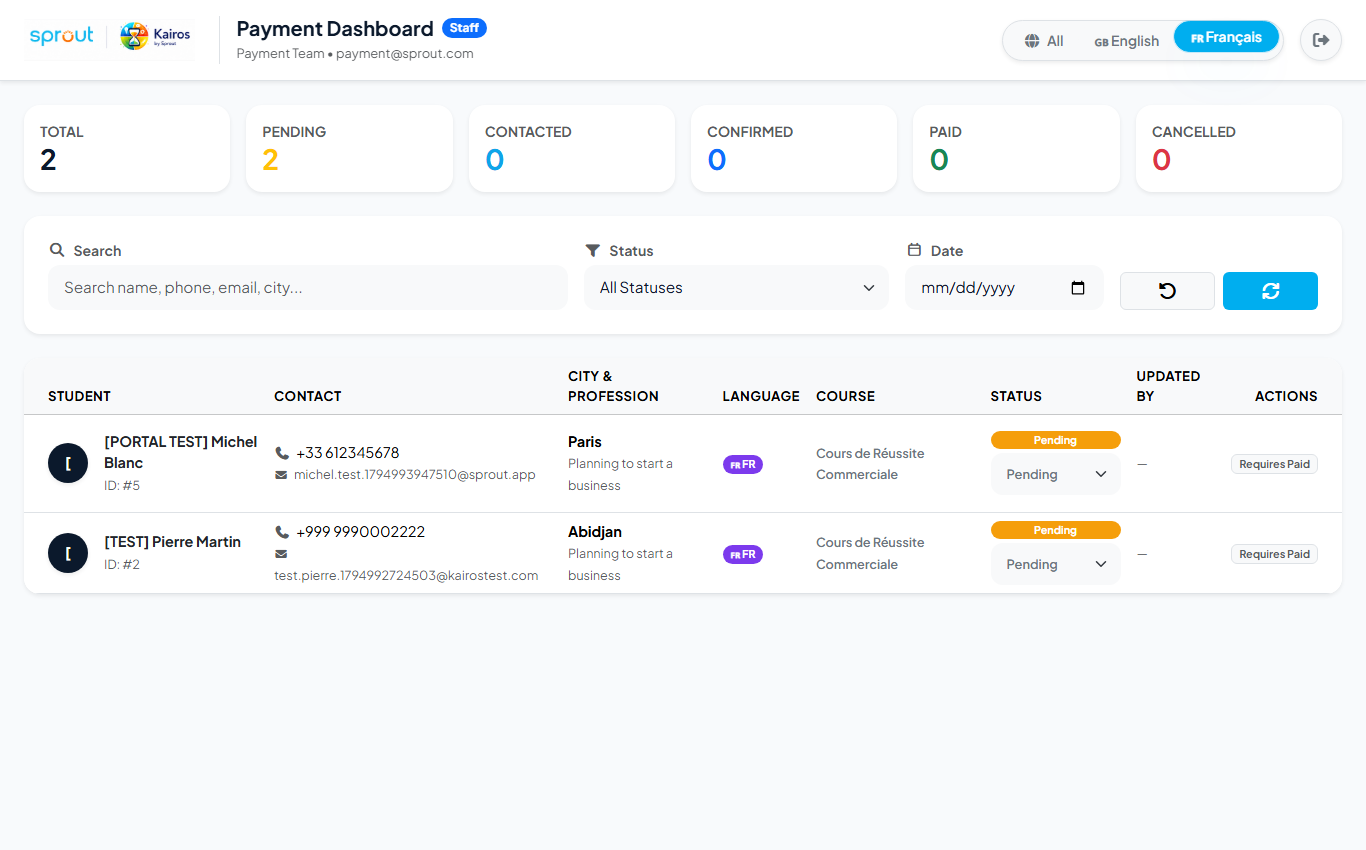 sprout
Kairos
by Sprout
Payment Dashboard Staff
Payment Team • payment@sprout.com
All
GB English
FR Français
TOTAL
2
PENDING
2
CONTACTED
0
CONFIRMED
0
PAID
0
CANCELLED
0
Search
Search name, phone, email, city...
Status
All Statuses
Date
mm/dd/yyyy
STUDENT
CONTACT
CITY &
PROFESSION
LANGUAGE
COURSE
STATUS
UPDATED
BY
ACTIONS
[
[PORTAL TEST] Michel
Blanc
ID: #5
+33 612345678
michel.test.1794993947510@sprout.app
Paris
Planning to start a
business
FR FR
Cours de Réussite
Commerciale
Pending
Pending
—
Requires Paid
[
[TEST] Pierre Martin
ID: #2
+999 9990002222
test.pierre.1794992724503@kairostest.com
Abidjan
Planning to start a
business
FR FR
Cours de Réussite
Commerciale
Pending
Pending
—
Requires Paid